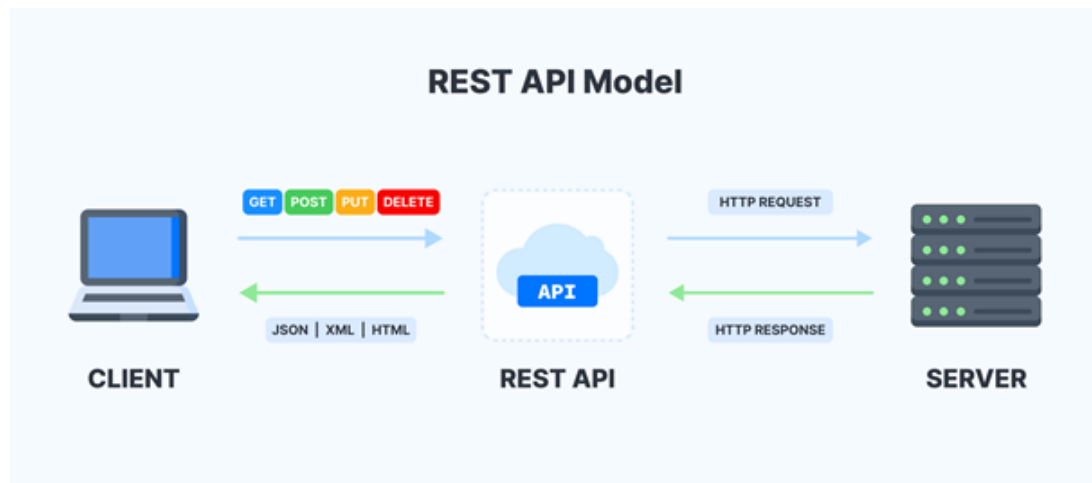 REST API Model
GET POST PUT DELETE
HTTP REQUEST
API
JSON | XML | HTML
HTTP RESPONSE
CLIENT
REST API
SERVER